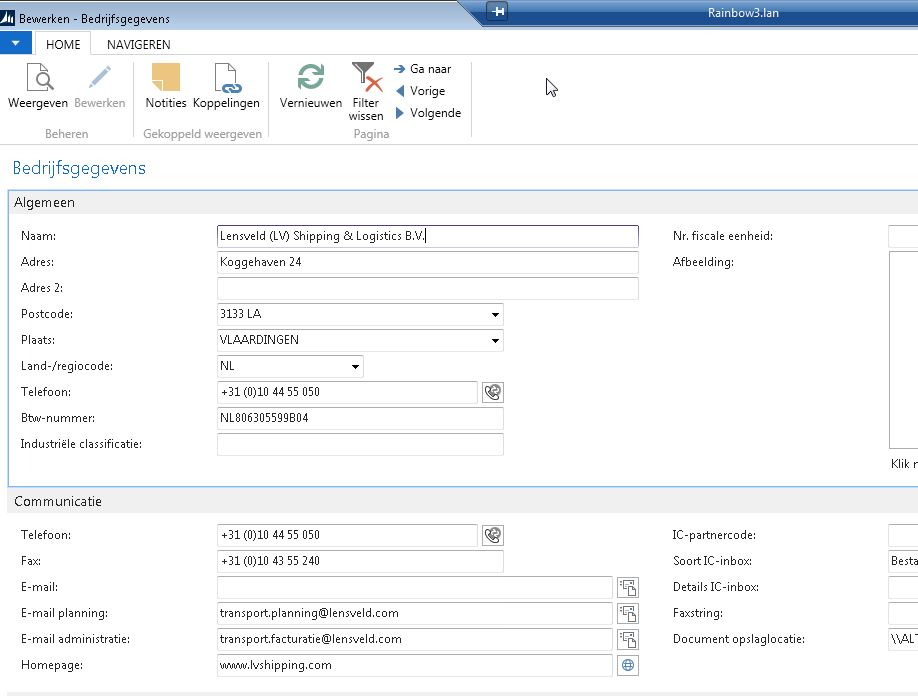 Bewerken - Bedrijfsgegevens
Rainbow3.lan
HOME NAVIGEREN
Weergeven Bewerken Notities Koppelingen Vernieuwen Filter wissen Ga naar
Vorige
Volgende
Beheren Gekoppeld weergeven Pagina
Bedrijfsgegevens
Algemeen
Naam: Lensveld (LV) Shipping & Logistics B.V. Nr. fiscale eenheid:
Adres: Koggehaven 24 Afbeelding:
Adres 2:
Postcode: 3133 LA
Plaats: VLAARDINGEN
Land-/regiocode: NL
Telefoon: +31 (0)10 44 55 050
Btw-nummer: NL806305599B04
Industriële classificatie:
Klik
Communicatie
Telefoon: +31 (0)10 44 55 050 IC-partnercode:
Fax: +31 (0)10 43 55 240 Soort IC-inbox: Besta
E-mail: Details IC-inbox:
E-mail planning: transport.planning@lensveld.com Faxstring:
E-mail administratie: transport.facturatie@lensveld.com Document opslaglocatie: \\ALT
Homepage: www.lvshipping.com